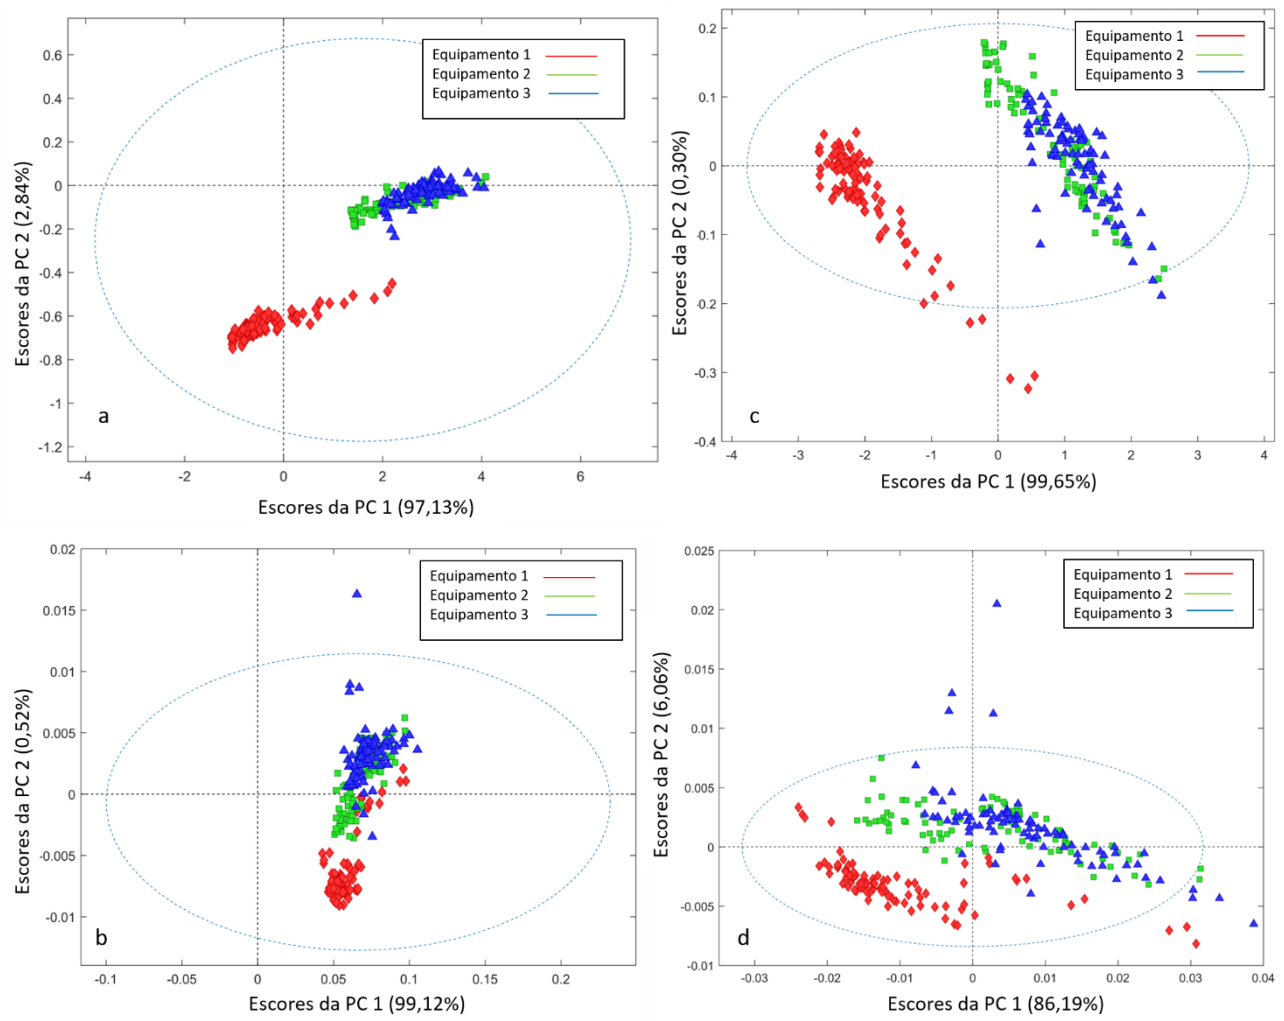 Equipamento 1
Equipamento 2
Equipamento 3
0.6
0.4
0.2
0
-0.2
-0.4
-0.6
-0.8
-1
-1.2
Escores da PC 2 (2,84%)
a
-4
-2
0
2
4
6
Escores da PC 1 (97,13%)
Equipamento 1
Equipamento 2
Equipamento 3
0.2
0.1
0
-0.1
-0.2
-0.3
-0.4
Escores da PC 2 (0,30%)
c
-4
-3
-2
-1
0
1
2
3
4
Escores da PC 1 (99,65%)
Equipamento 1
Equipamento 2
Equipamento 3
0.02
0.015
0.01
0.005
0
-0.005
-0.01
Escores da PC 2 (0,52%)
b
-0.1
-0.05
0
0.05
0.1
0.15
0.2
Escores da PC 1 (99,12%)
Equipamento 1
Equipamento 2
Equipamento 3
0.025
0.02
0.015
0.01
0.005
0
-0.005
-0.01
Escores da PC 2 (6,06%)
d
-0.03
-0.02
-0.01
0
0.01
0.02
0.03
0.04
Escores da PC 1 (86,19%)